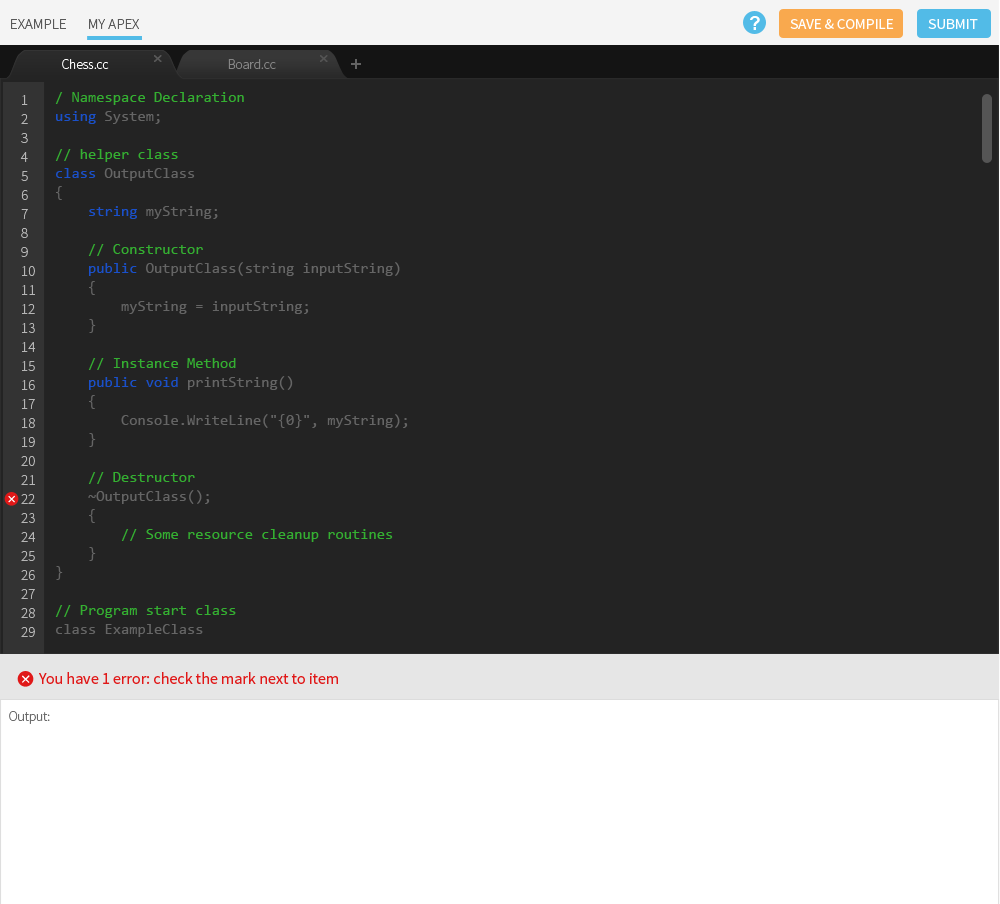 EXAMPLE MY APEX ? SAVE & COMPILE SUBMIT
Chess.cc × Board.cc × +
1 / Namespace Declaration
2 using System;
3
4 // helper class
5 class OutputClass
6 {
7     string myString;
8
9     // Constructor
10     public OutputClass(string inputString)
11     {
12         myString = inputString;
13     }
14
15     // Instance Method
16     public void printString()
17     {
18         Console.WriteLine("{0}", myString);
19     }
20
21     // Destructor
22     ~OutputClass();
23     {
24         // Some resource cleanup routines
25     }
26 }
27
28 // Program start class
29 class ExampleClass
You have 1 error: check the mark next to item
Output: